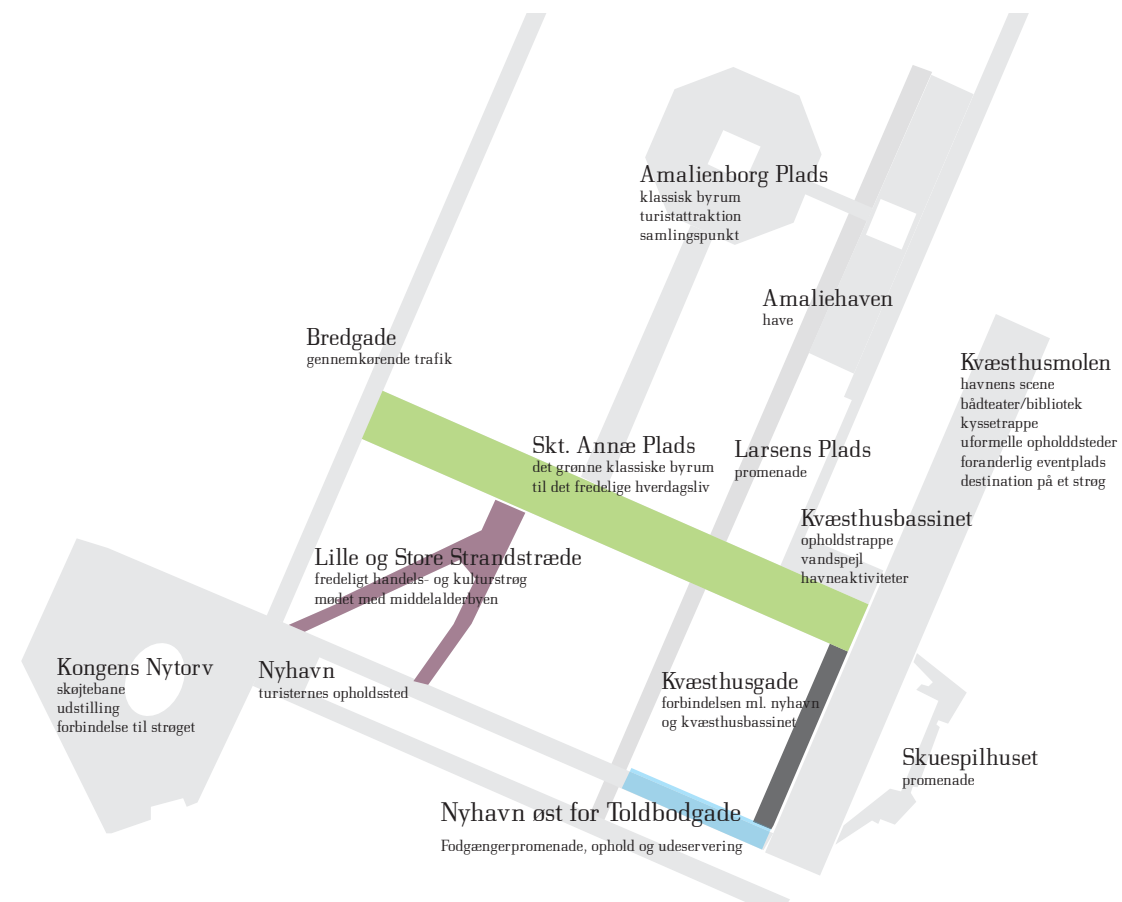 Amalienborg Plads
klassisk byrum
turistattraktion
samlingspunkt
Amaliehaven
have
Bredgade
gennemkørende trafik
Kvæsthusmolen
havnens scene
bådteater/bibliotek
kyssetrappe
uformelle opholddsteder
foranderlig eventplads
destination på et strøg
Skt. Annæ Plads
det grønne klassiske byrum
til det fredelige hverdagsliv
Larsens Plads
promenade
Kvæsthusbassinet
opholdstrappe
vandspejl
havneaktiviteter
Lille og Store Strandstræde
fredeligt handels- og kulturstrøg
mødet med middelalderbyen
Kongens Nytorv
skøjtebane
udstilling
forbindelse til strøget
Nyhavn
turisternes opholdssted
Kvæsthusgade
forbindelsen ml. nyhavn
og kvæsthusbassinet
Skuespilhuset
promenade
Nyhavn øst for Toldbodgade
Fodgængerpromenade, ophold og udeservering